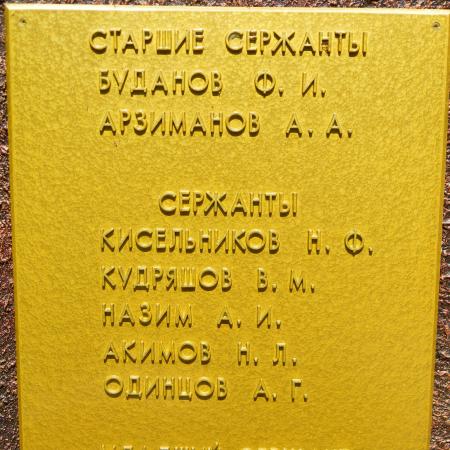 СТАРШИЕ СЕРЖАНТЫ
БУДАНОВ Ф. И.
АРЗИМАНОВ А. А.
СЕРЖАНТЫ
КИСЕЛЬНИКОВ Н. Ф.
КУДРЯШОВ В. М.
НАЗИМ А. И.
АКИМОВ Н. Л.
ОДИНЦОВ А. Г.